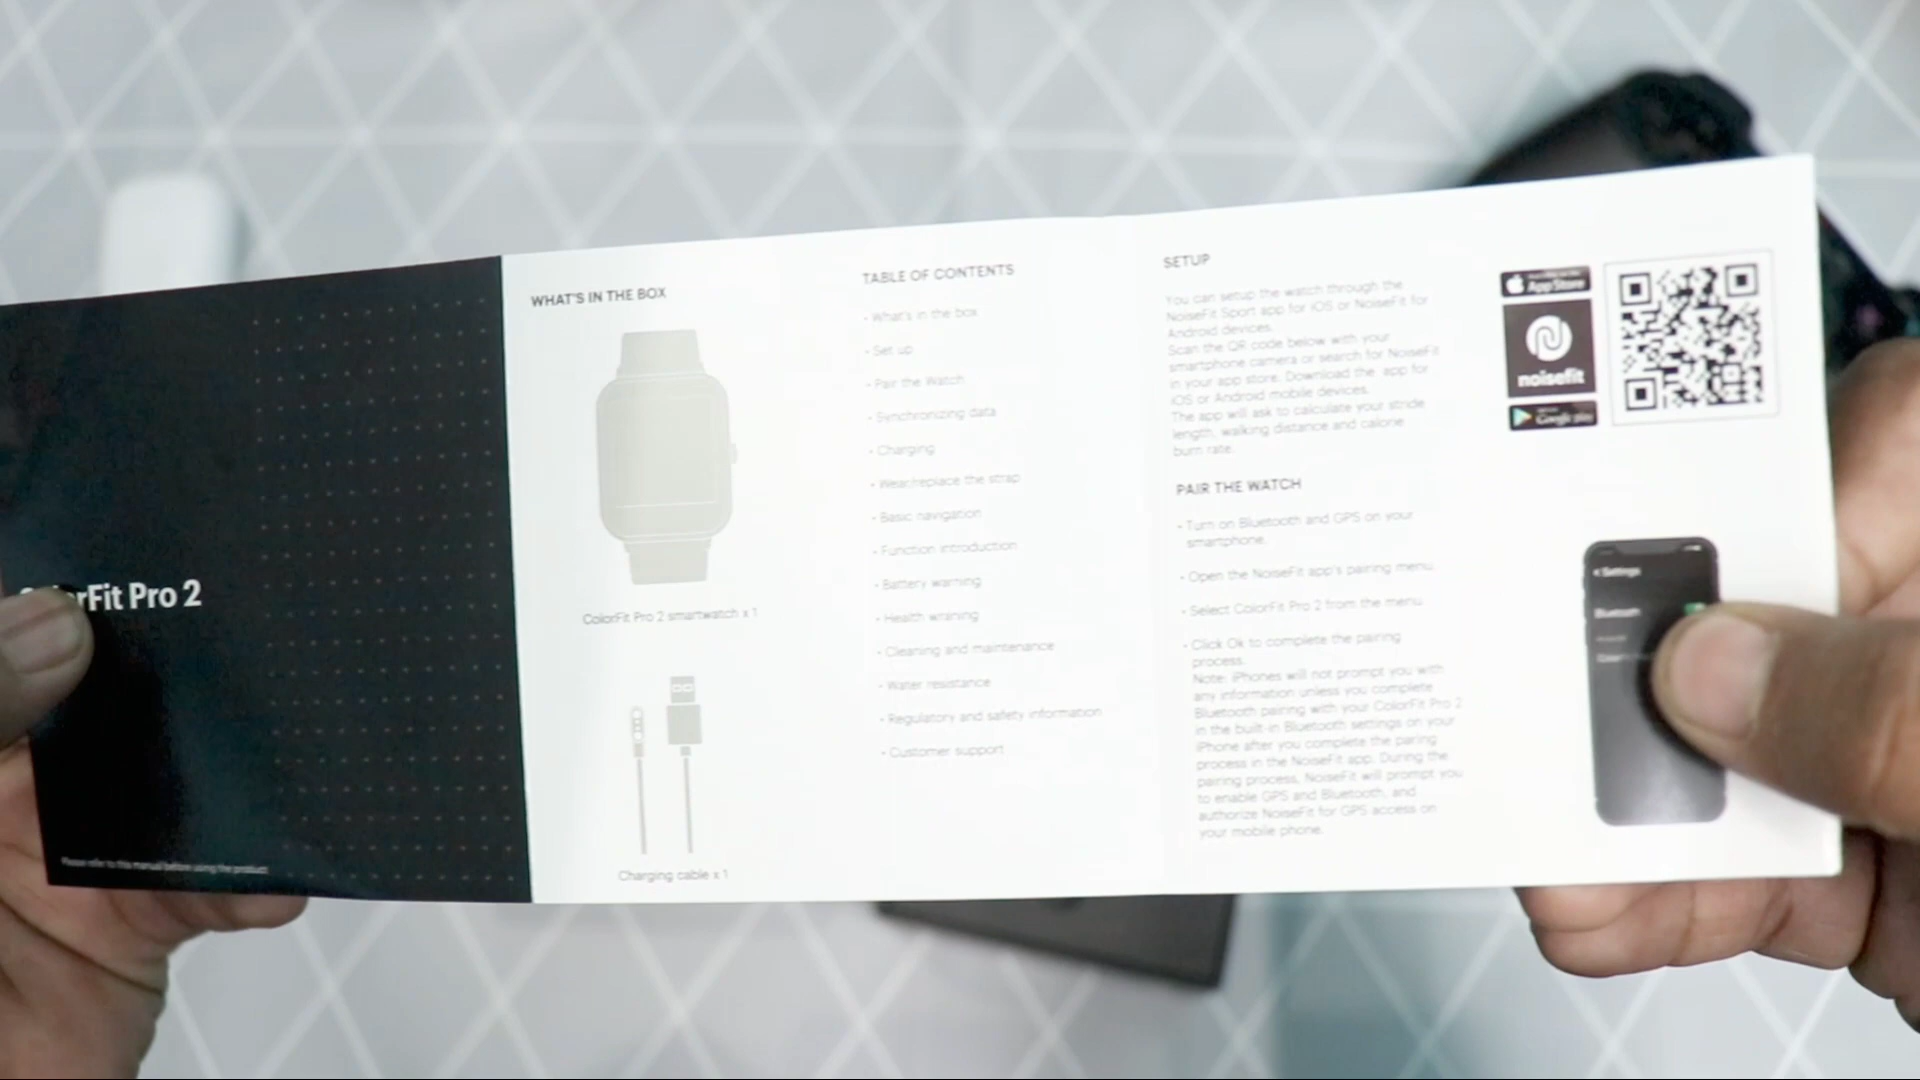 rFit Pro 2
Please refer to this manual before using the product
WHAT'S IN THE BOX
ColorFit Pro 2 smartwatch x 1
Charging cable x 1
TABLE OF CONTENTS
• What's in the box
• Set up
• Pair the Watch
• Synchronizing data
• Charging
• Wear/replace the strap
• Basic navigation
• Function introduction
• Battery warning
• Health wraining
• Cleaning and maintenance
• Water resistance
• Regulatory and safety information
• Customer support
SETUP
You can setup the watch through the
NoiseFit Sport app for iOS or NoiseFit for
Android devices.
Scan the QR code below with your
smartphone camera or search for NoiseFit
in your app store. Download the app for
iOS or Android mobile devices.
The app will ask to calculate your stride
length, walking distance and calorie
burn rate.
App Store
noisefit
Google play
PAIR THE WATCH
• Turn on Bluetooth and GPS on your
smartphone.
• Open the NoiseFit app's pairing menu.
• Select ColorFit Pro 2 from the menu
• Click Ok to complete the pairing
process.
Note: iPhones will not prompt you with
any information unless you complete
Bluetooth pairing with your ColorFit Pro 2
in the built-in Bluetooth settings on your
iPhone after you complete the paring
process in the NoiseFit app. During the
pairing process, NoiseFit will prompt you
to enable GPS and Bluetooth, and
authorize NoiseFit for GPS access on
your mobile phone.
Settings
Bluetooth